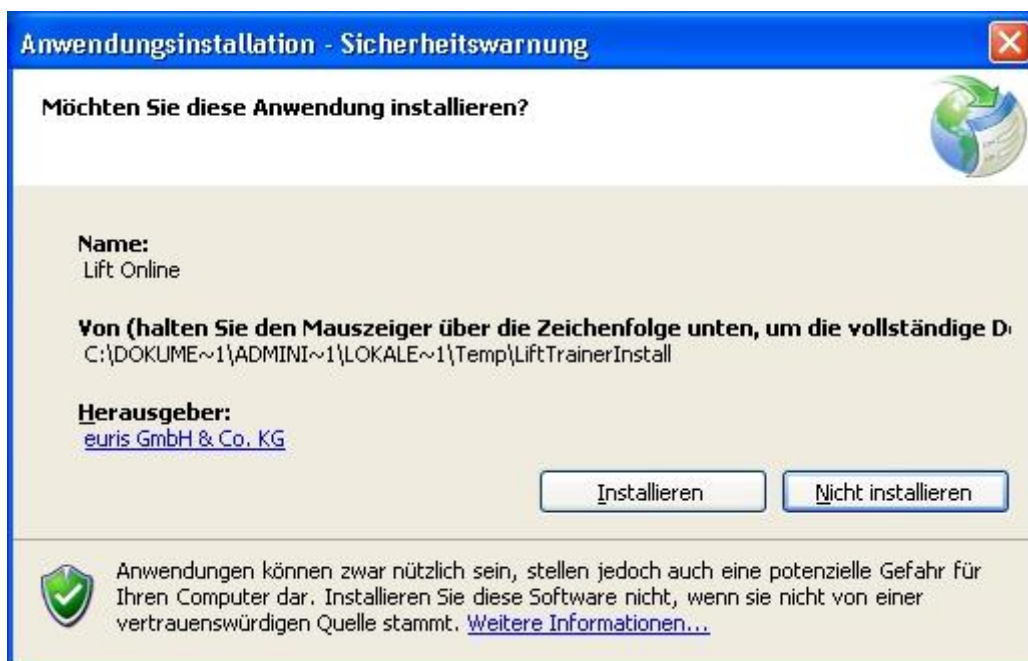 Anwendungsinstallation - Sicherheitswarnung
Möchten Sie diese Anwendung installieren?
Name:
Lift Online
Von (halten Sie den Mauszeiger über die Zeichenfolge unten, um die vollständige D
C:\DOKUME~1\ADMINI~1\LOKALE~1\Temp\LiftTrainerInstall
Herausgeber:
euris GmbH & Co. KG
Installieren Nicht installieren
Anwendungen können zwar nützlich sein, stellen jedoch auch eine potenzielle Gefahr für
Ihren Computer dar. Installieren Sie diese Software nicht, wenn sie nicht von einer
vertrauenswürdigen Quelle stammt. Weitere Informationen...